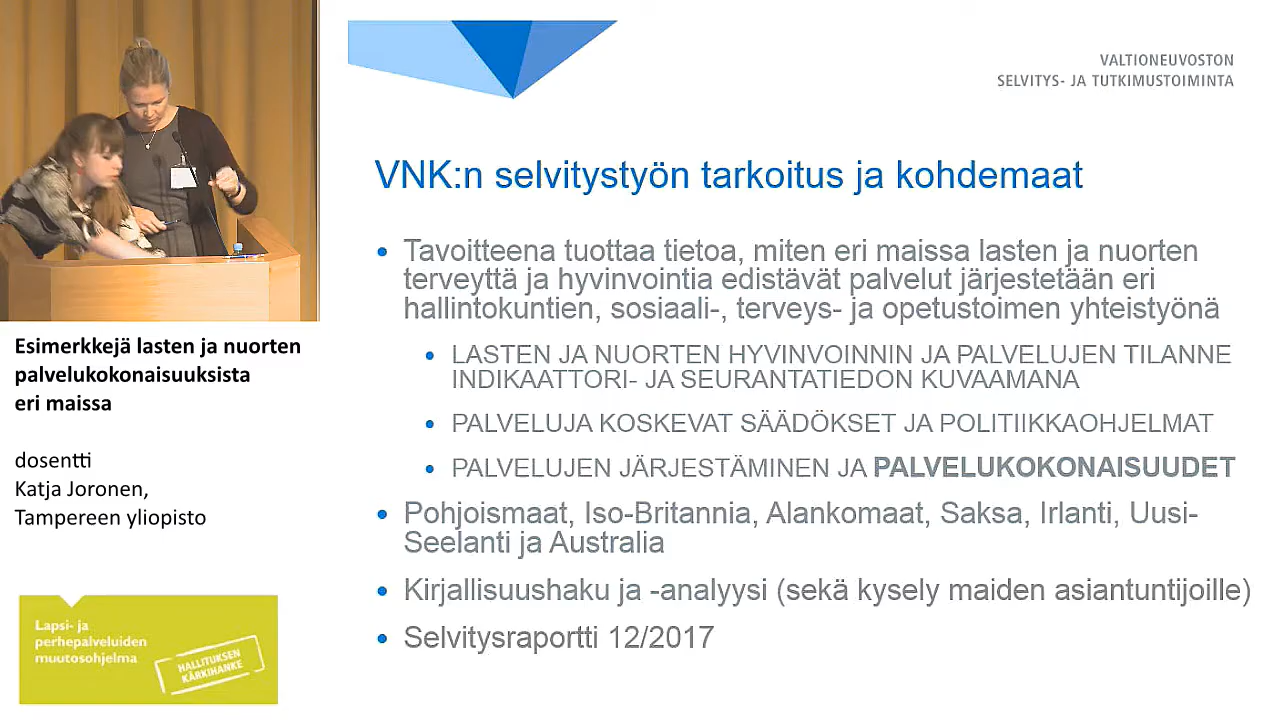 VALTIONEUVOSTON
SELVITYS- JA TUTKIMUSTOIMINTA
VNK:n selvitystyön tarkoitus ja kohdemaat
• Tavoitteena tuottaa tietoa, miten eri maissa lasten ja nuorten
terveyttä ja hyvinvointia edistävät palvelut järjestetään eri
hallintokuntien, sosiaali-, terveys- ja opetustoimen yhteistyönä
• LASTEN JA NUORTEN HYVINVOINNIN JA PALVELUJEN TILANNE
INDIKAATTORI- JA SEURANTATIEDON KUVAAMANA
• PALVELUJA KOSKEVAT SÄÄDÖKSET JA POLITIIKKAOHJELMAT
• PALVELUJEN JÄRJESTÄMINEN JA PALVELUKOKONAISUUDET
• Pohjoismaat, Iso-Britannia, Alankomaat, Saksa, Irlanti, Uusi-
Seelanti ja Australia
• Kirjallisuushaku ja -analyysi (sekä kysely maiden asiantuntijoille)
• Selvitysraportti 12/2017
Esimerkkejä lasten ja nuorten
palvelukokonaisuuksista
eri maissa
dosentti
Katja Joronen,
Tampereen yliopisto
Lapsi- ja
perhepalveluiden
muutosohjelma
HALLITUKSEN
KÄRKIHANKE